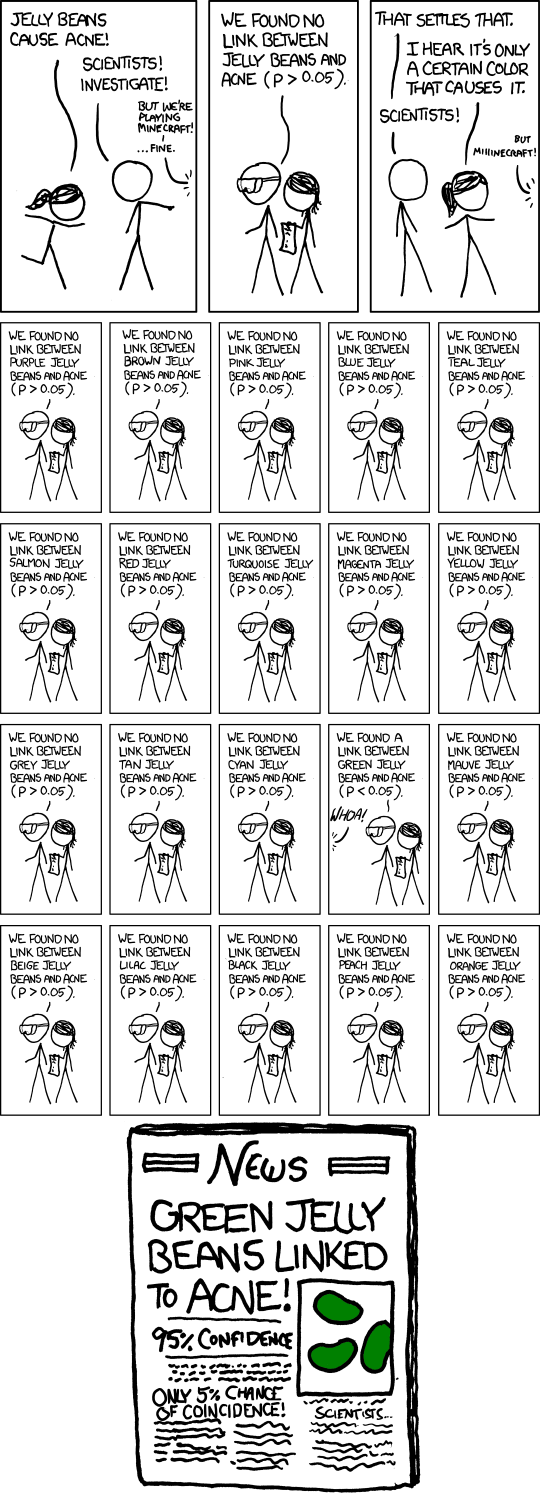 JELLY BEANS
CAUSE ACNE!
SCIENTISTS!
INVESTIGATE!
BUT WE'RE
PLAYING
MINECRAFT!
...FINE.
WE FOUND NO
LINK BETWEEN
JELLY BEANS AND
ACNE (P > 0.05).
THAT SETTLES THAT.
I HEAR IT'S ONLY
A CERTAIN COLOR
THAT CAUSES IT.
SCIENTISTS!
BUT
MIIINECRAFT!
WE FOUND NO
LINK BETWEEN
PURPLE JELLY
BEANS AND ACNE
(P > 0.05).
WE FOUND NO
LINK BETWEEN
BROWN JELLY
BEANS AND ACNE
(P > 0.05).
WE FOUND NO
LINK BETWEEN
PINK JELLY
BEANS AND ACNE
(P > 0.05).
WE FOUND NO
LINK BETWEEN
BLUE JELLY
BEANS AND ACNE
(P > 0.05).
WE FOUND NO
LINK BETWEEN
TEAL JELLY
BEANS AND ACNE
(P > 0.05).
WE FOUND NO
LINK BETWEEN
SALMON JELLY
BEANS AND ACNE
(P > 0.05).
WE FOUND NO
LINK BETWEEN
RED JELLY
BEANS AND ACNE
(P > 0.05).
WE FOUND NO
LINK BETWEEN
TURQUOISE JELLY
BEANS AND ACNE
(P > 0.05).
WE FOUND NO
LINK BETWEEN
MAGENTA JELLY
BEANS AND ACNE
(P > 0.05).
WE FOUND NO
LINK BETWEEN
YELLOW JELLY
BEANS AND ACNE
(P > 0.05).
WE FOUND NO
LINK BETWEEN
GREY JELLY
BEANS AND ACNE
(P > 0.05).
WE FOUND NO
LINK BETWEEN
TAN JELLY
BEANS AND ACNE
(P > 0.05).
WE FOUND NO
LINK BETWEEN
CYAN JELLY
BEANS AND ACNE
(P > 0.05).
WE FOUND A
LINK BETWEEN
GREEN JELLY
BEANS AND ACNE
(P < 0.05).
WHOA!
WE FOUND NO
LINK BETWEEN
MAUVE JELLY
BEANS AND ACNE
(P > 0.05).
WE FOUND NO
LINK BETWEEN
BEIGE JELLY
BEANS AND ACNE
(P > 0.05).
WE FOUND NO
LINK BETWEEN
LILAC JELLY
BEANS AND ACNE
(P > 0.05).
WE FOUND NO
LINK BETWEEN
BLACK JELLY
BEANS AND ACNE
(P > 0.05).
WE FOUND NO
LINK BETWEEN
PEACH JELLY
BEANS AND ACNE
(P > 0.05).
WE FOUND NO
LINK BETWEEN
ORANGE JELLY
BEANS AND ACNE
(P > 0.05).
NEWS
GREEN JELLY
BEANS LINKED
TO ACNE!
95% CONFIDENCE
ONLY 5% CHANCE
OF COINCIDENCE!
SCIENTISTS...